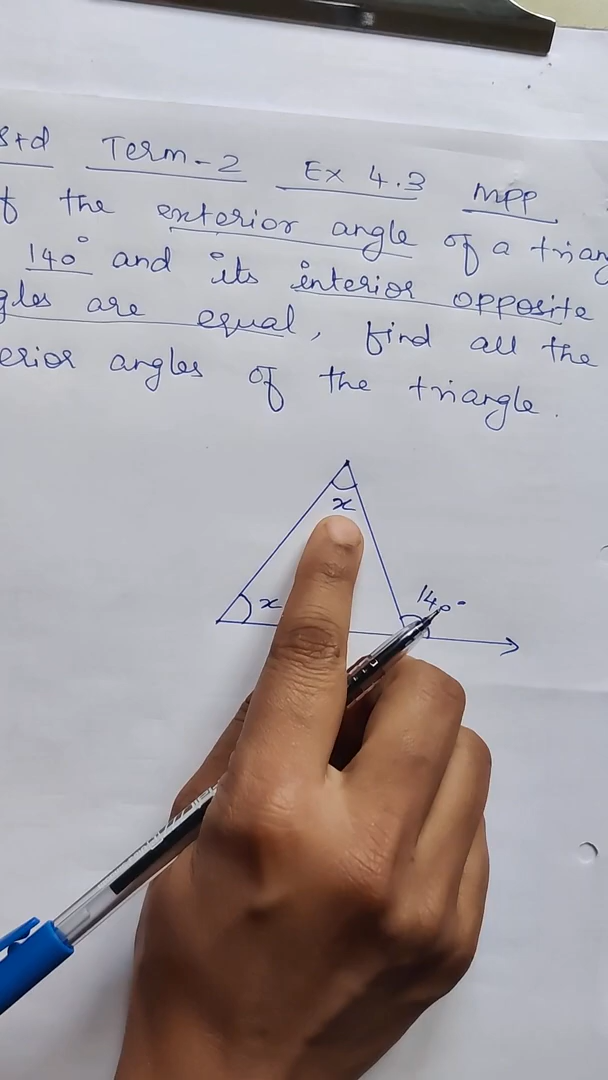 Std Term-2 Ex 4.3 MPP
the exterior angle of a
140° and its interior opposite
are equal, find all the
angles of the triangle.
x
x
140°